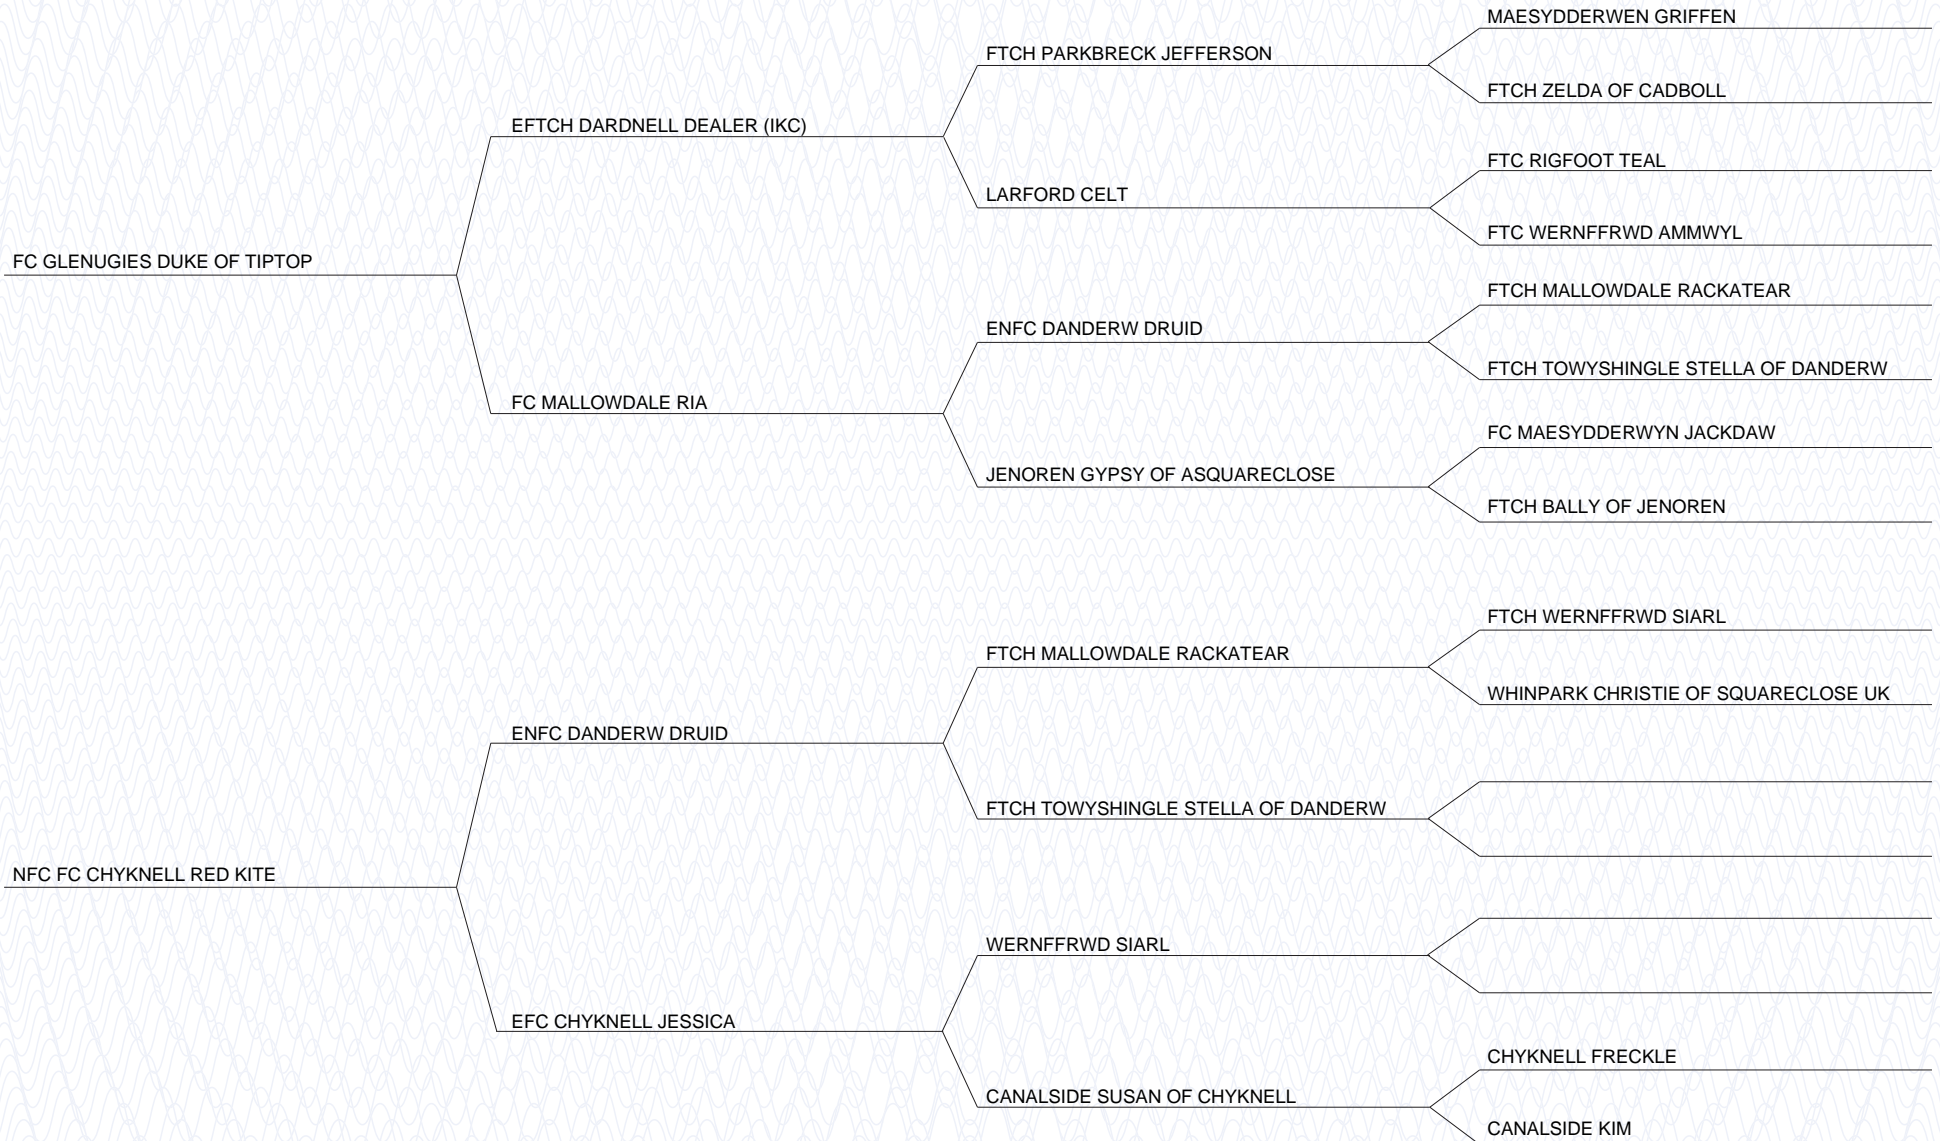 MAESYDDERWEN GRIFFEN
FTCH PARKBRECK JEFFERSON
FTCH ZELDA OF CADBOLL
EFTCH DARDNELL DEALER (IKC)
FTC RIGFOOT TEAL
LARFORD CELT
FTC WERNFFRWD AMMWYL
FC GLENUGIES DUKE OF TIPTOP
FTCH MALLOWDALE RACKATEAR
ENFC DANDERW DRUID
FTCH TOWYSHINGLE STELLA OF DANDERW
FC MALLOWDALE RIA
FC MAESYDDERWYN JACKDAW
JENOREN GYPSY OF ASQUARECLOSE
FTCH BALLY OF JENOREN
FTCH WERNFFRWD SIARL
FTCH MALLOWDALE RACKATEAR
WHINPARK CHRISTIE OF SQUARECLOSE UK
ENFC DANDERW DRUID
FTCH TOWYSHINGLE STELLA OF DANDERW
NFC FC CHYKNELL RED KITE
WERNFFRWD SIARL
EFC CHYKNELL JESSICA
CHYKNELL FRECKLE
CANALSIDE SUSAN OF CHYKNELL
CANALSIDE KIM